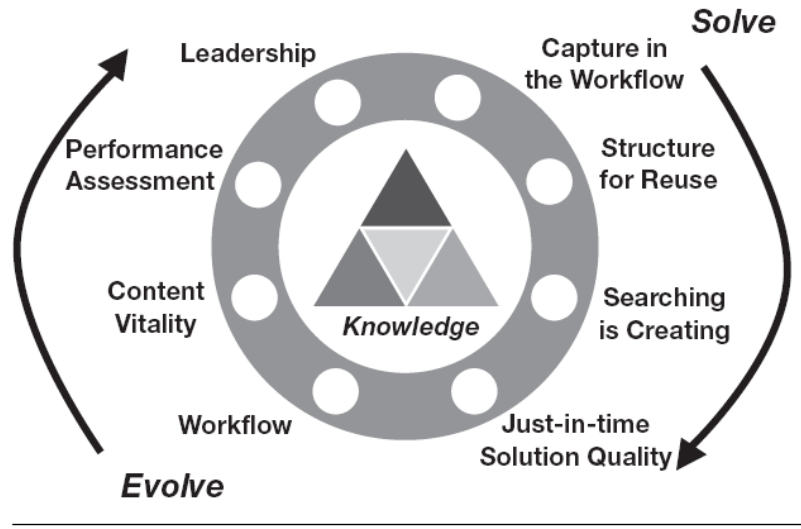 Solve
Leadership
Capture in
the Workflow
Performance
Assessment
Structure
for Reuse
Content
Vitality
Searching
is Creating
Knowledge
Workflow
Just-in-time
Solution Quality
Evolve